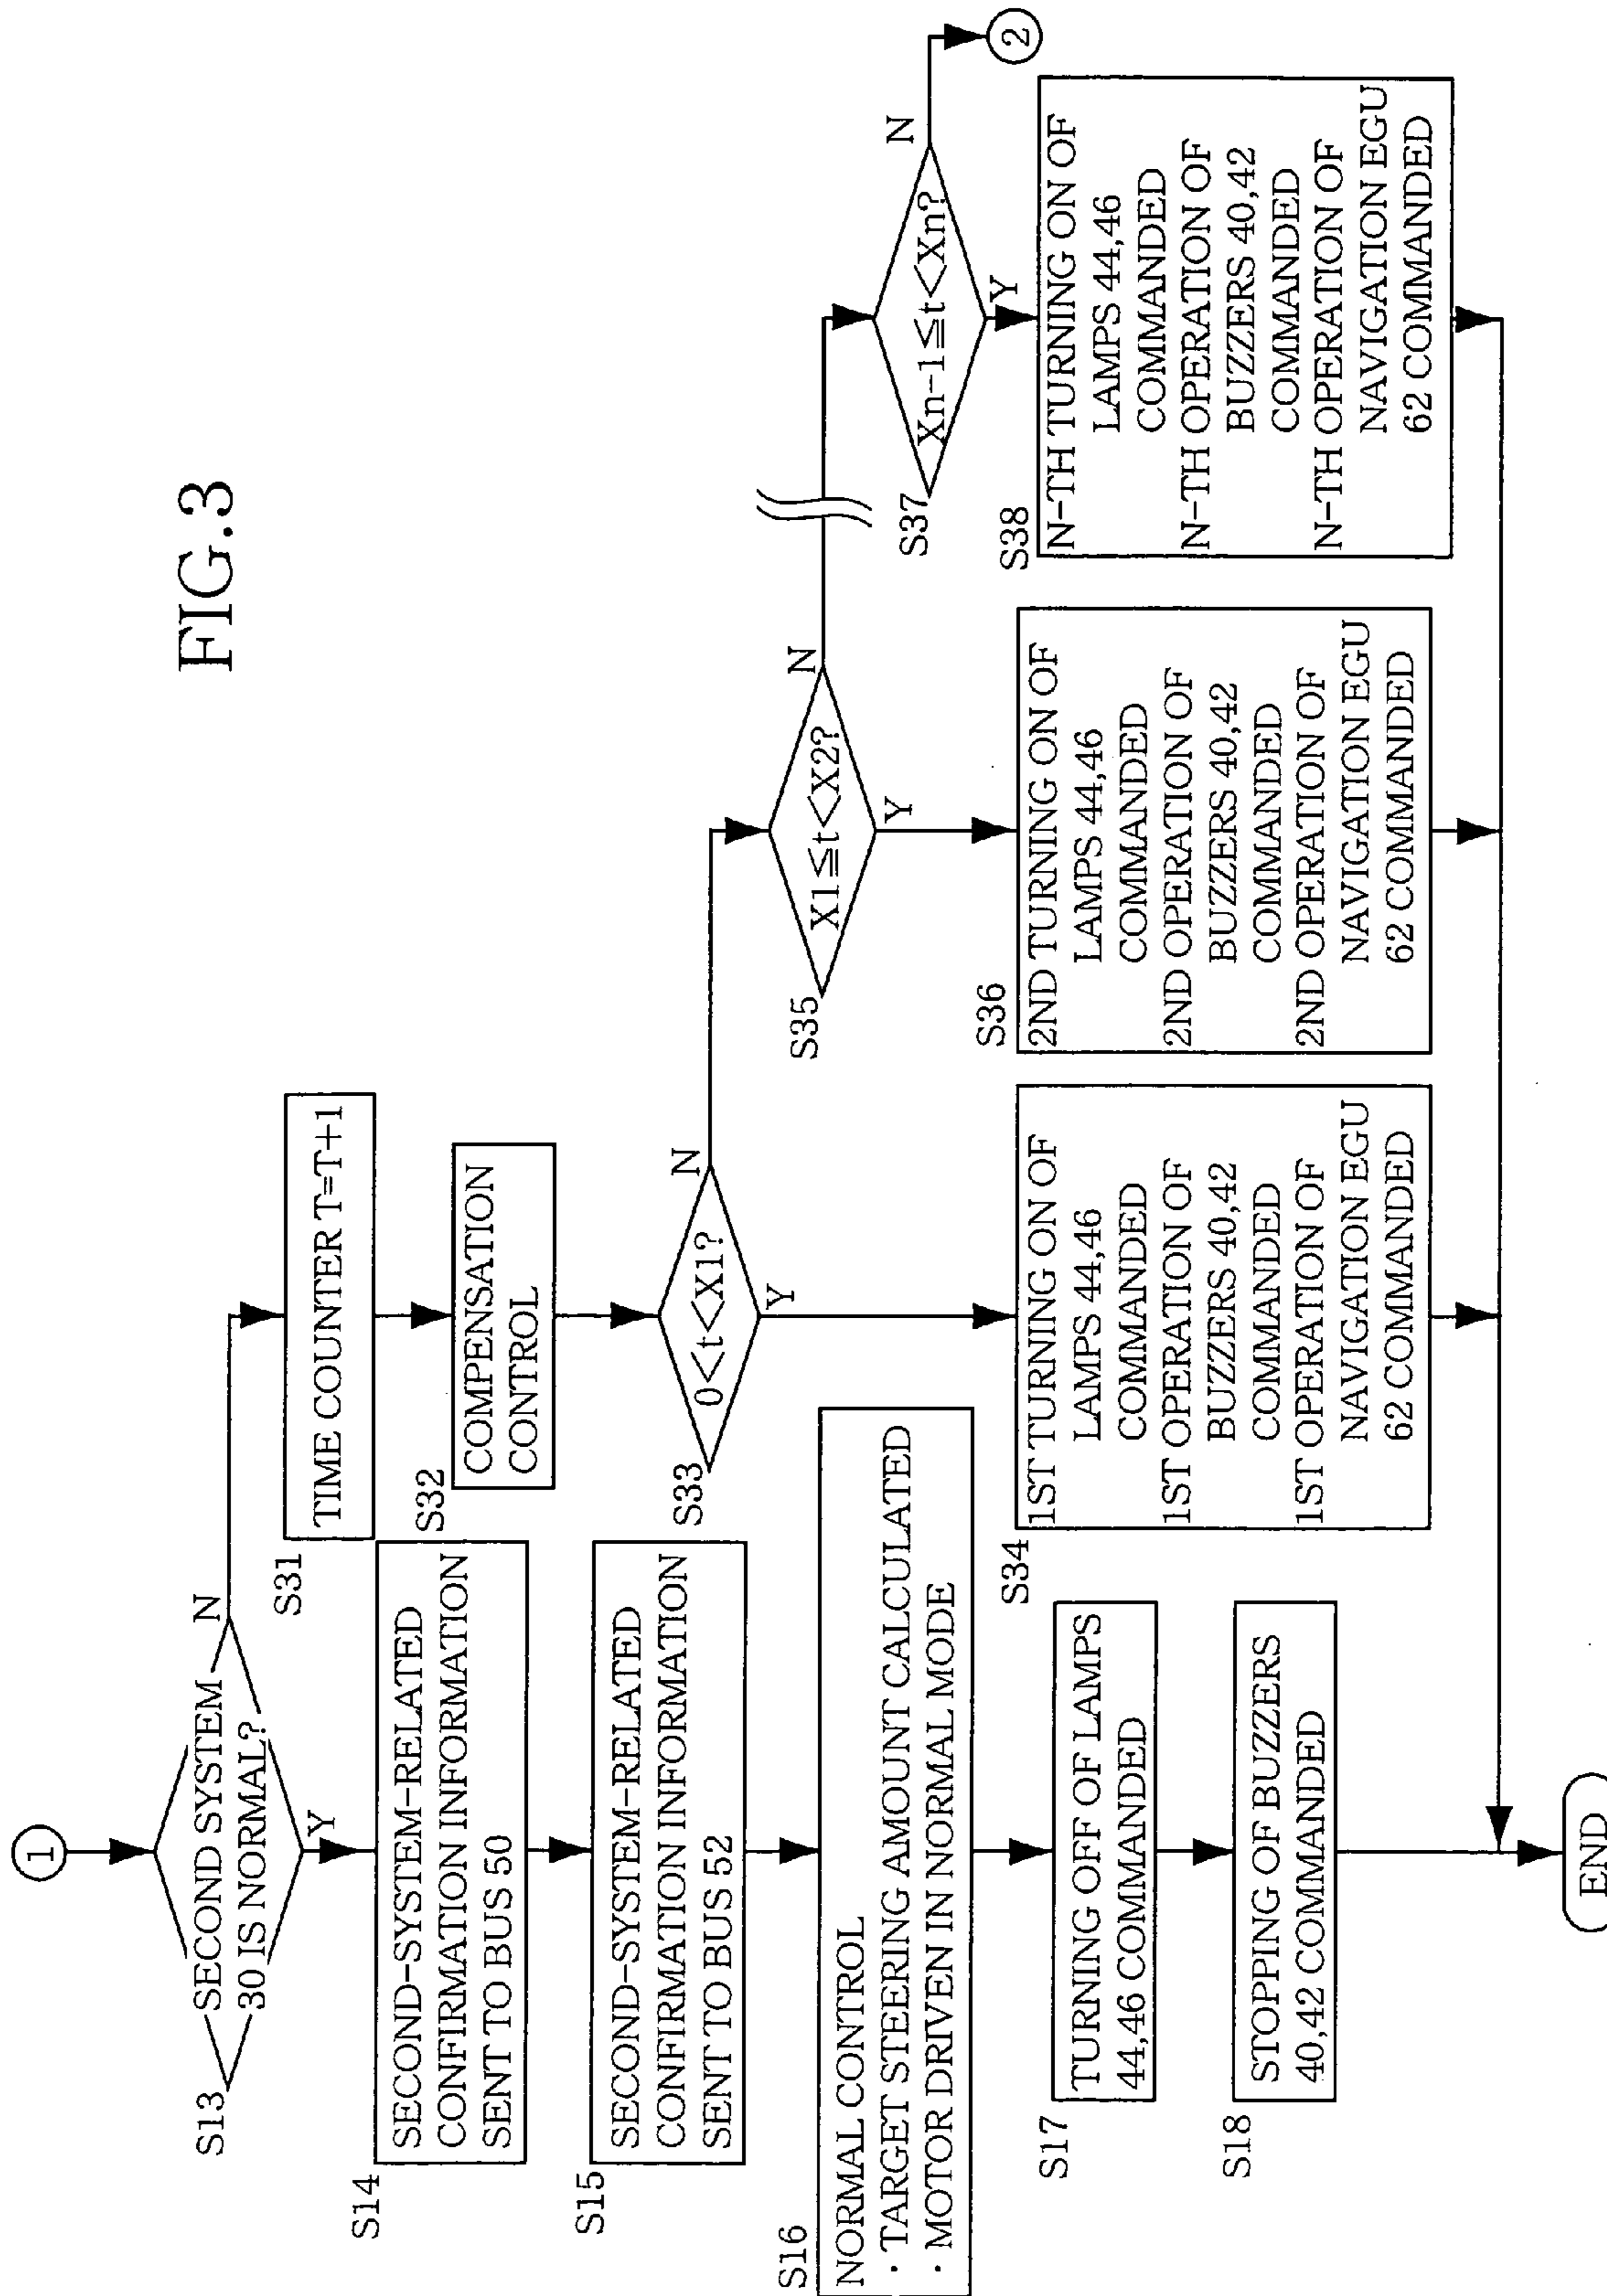 FIG.3
1
S13
SECOND SYSTEM
30 IS NORMAL?
N
Y
S14
SECOND-SYSTEM-RELATED
CONFIRMATION INFORMATION
SENT TO BUS 50
S15
SECOND-SYSTEM-RELATED
CONFIRMATION INFORMATION
SENT TO BUS 52
S16
NORMAL CONTROL
· TARGET STEERING AMOUNT CALCULATED
· MOTOR DRIVEN IN NORMAL MODE
S17
TURNING OFF OF LAMPS
44,46 COMMANDED
S18
STOPPING OF BUZZERS
40,42 COMMANDED
END
S31
TIME COUNTER T=T+1
S32
COMPENSATION
CONTROL
S33
0<t<X1?
N
Y
S34
1ST TURNING ON OF
LAMPS 44,46
COMMANDED
1ST OPERATION OF
BUZZERS 40,42
COMMANDED
1ST OPERATION OF
NAVIGATION EGU
62 COMMANDED
S35
X1≦t<X2?
N
Y
S36
2ND TURNING ON OF
LAMPS 44,46
COMMANDED
2ND OPERATION OF
BUZZERS 40,42
COMMANDED
2ND OPERATION OF
NAVIGATION EGU
62 COMMANDED
S37
Xn-1≦t<Xn?
N
Y
S38
N-TH TURNING ON OF
LAMPS 44,46
COMMANDED
N-TH OPERATION OF
BUZZERS 40,42
COMMANDED
N-TH OPERATION OF
NAVIGATION EGU
62 COMMANDED
2